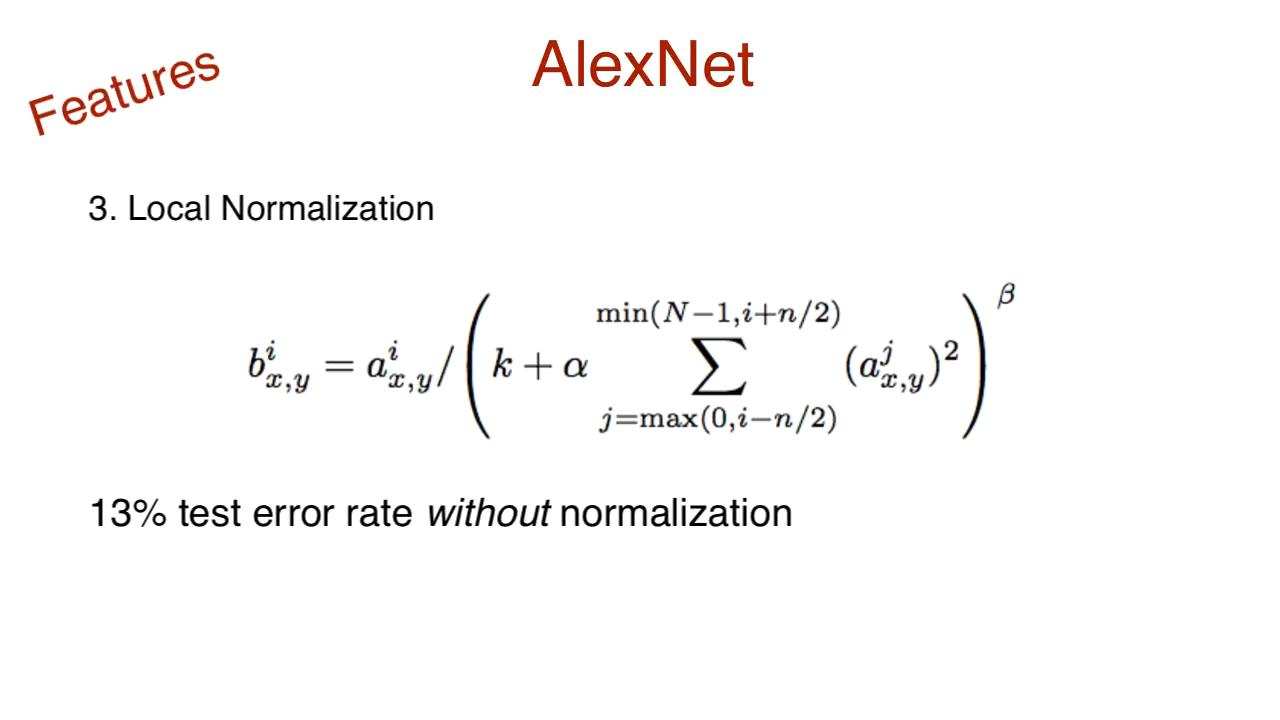 Features
AlexNet
3. Local Normalization
b^i_{x,y} = a^i_{x,y} / ( k + α ∑_{j=max(0,i−n/2)}^{min(N−1,i+n/2)} (a^j_{x,y})^2 )^β
13% test error rate without normalization